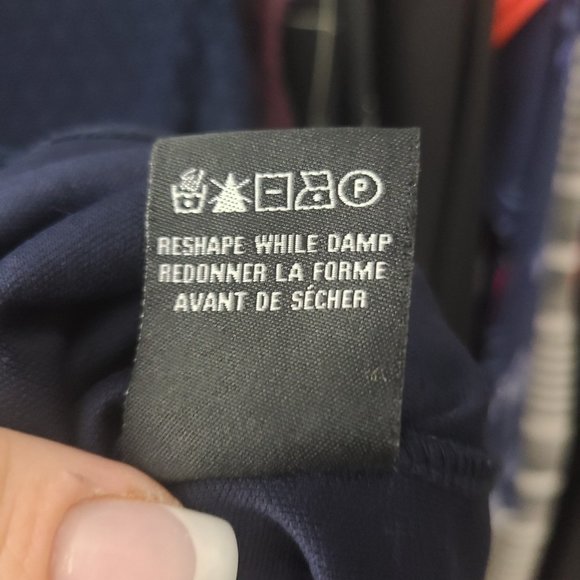 P
RESHAPE WHILE DAMP
REDONNER LA FORME
AVANT DE SÉCHER